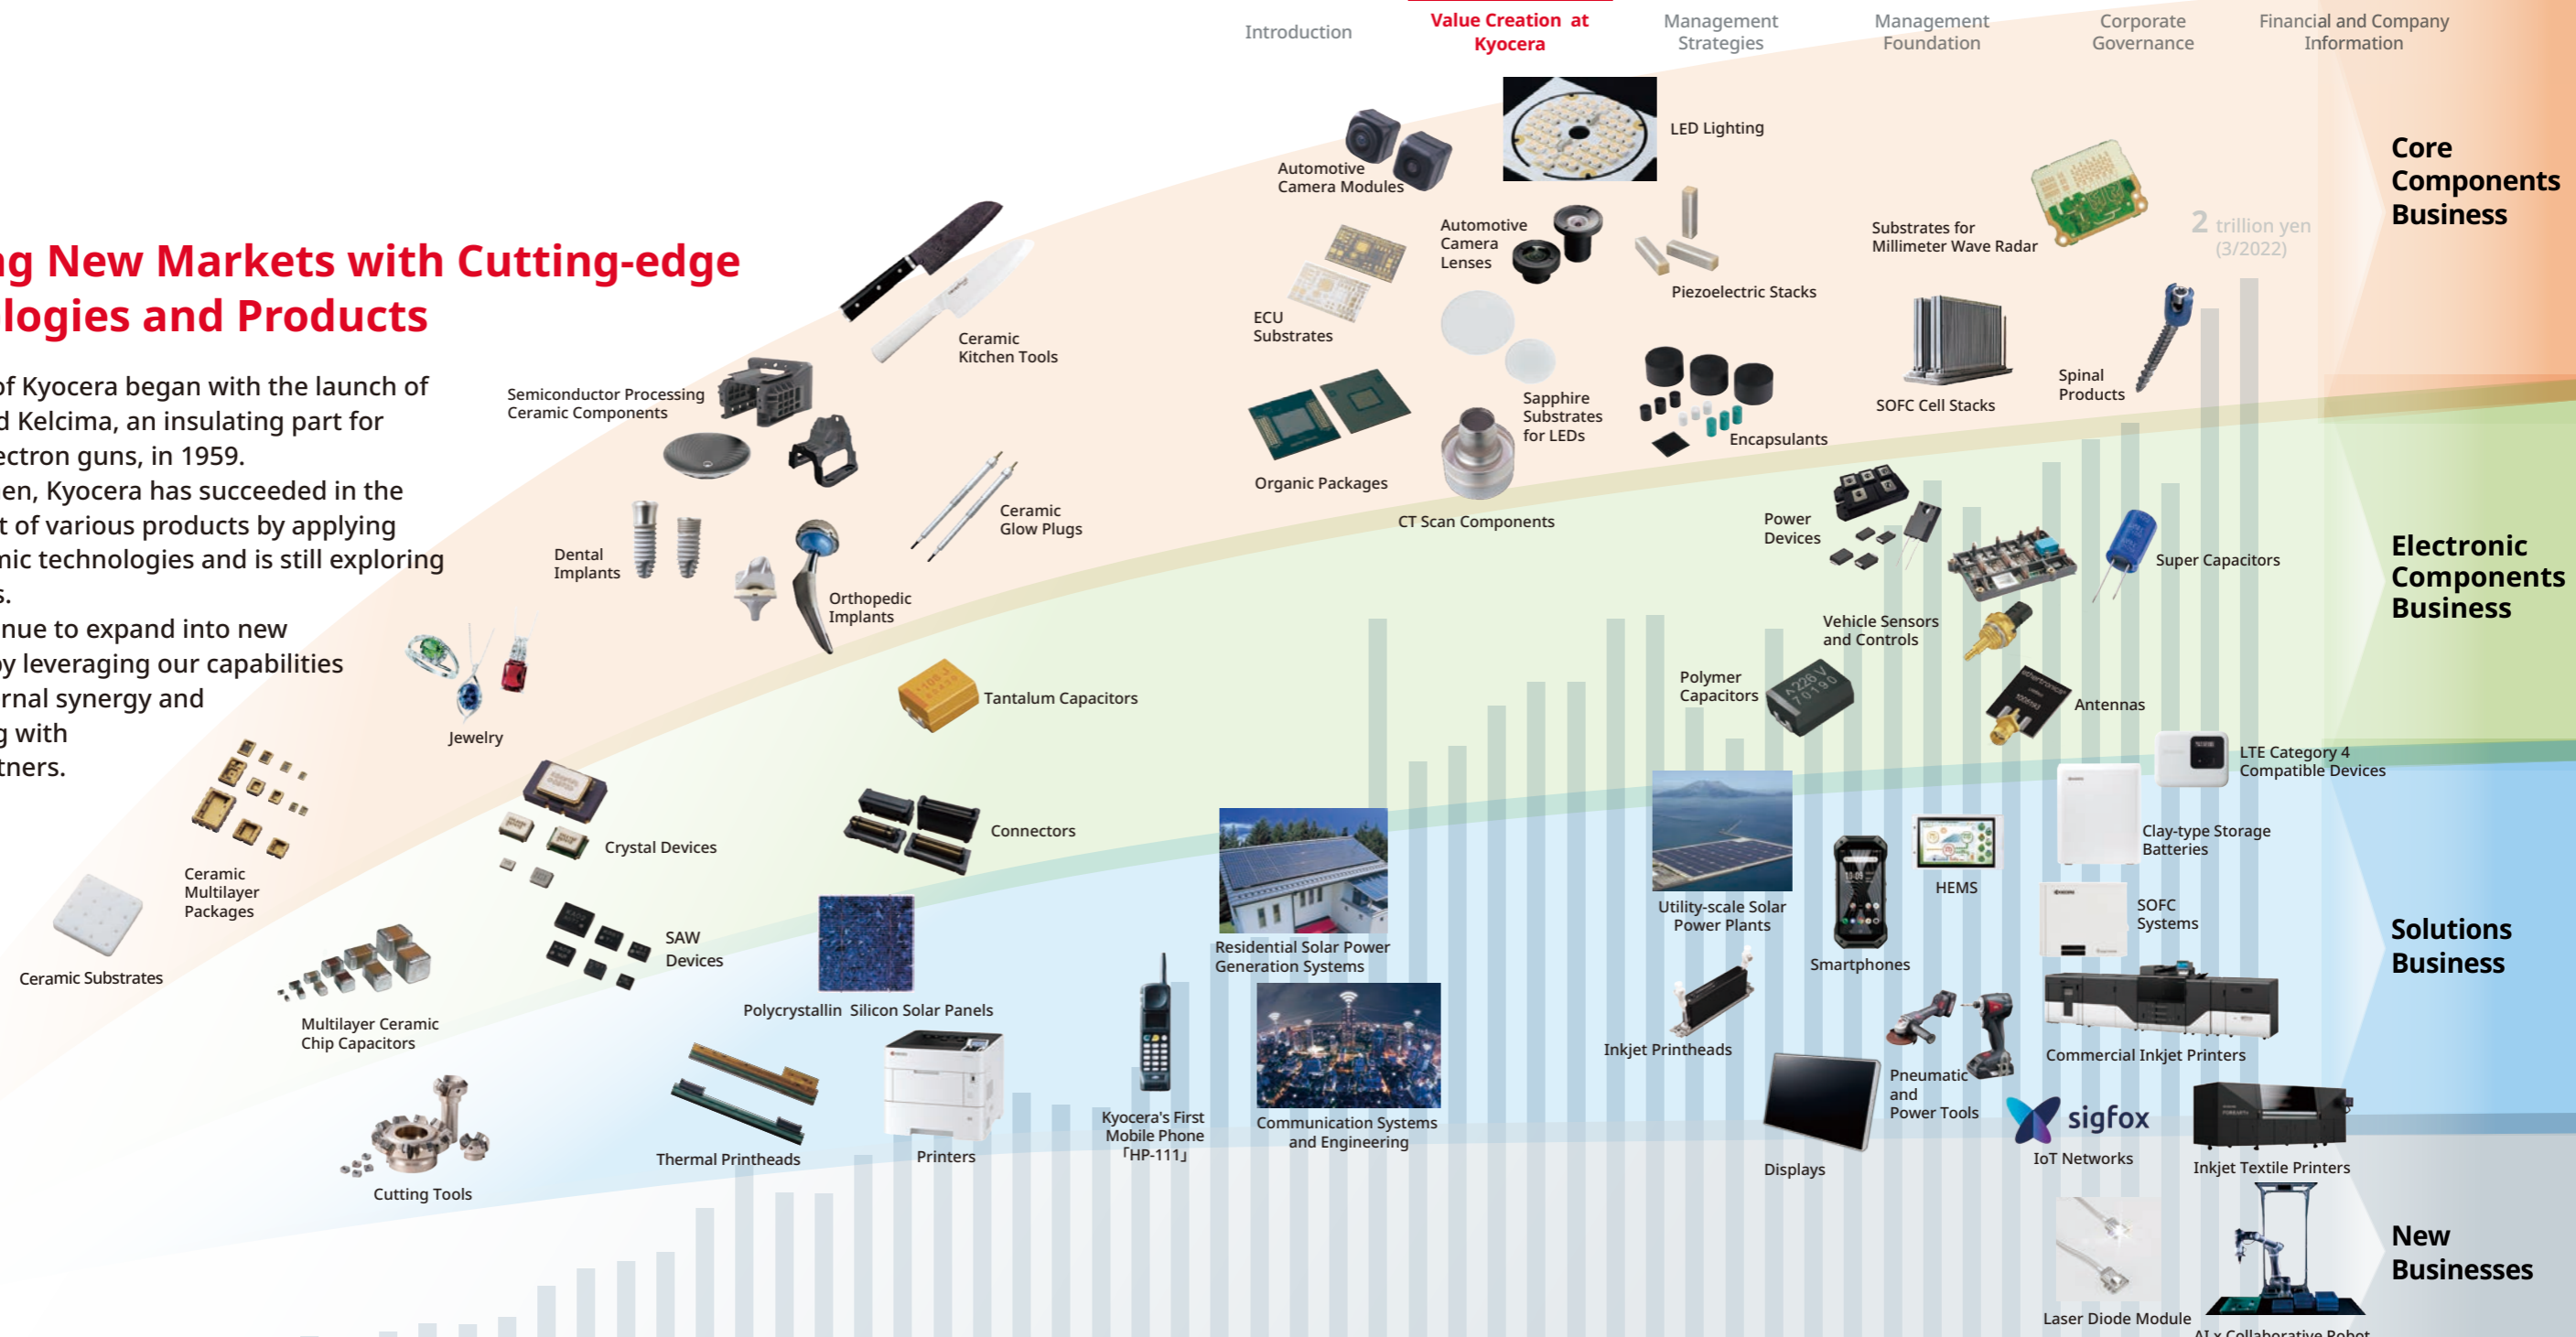 Introduction
Value Creation at
Kyocera
Management
Strategies
Management
Foundation
Corporate
Governance
Financial and Company
Information
ng New Markets with Cutting-edge
logies and Products
of Kyocera began with the launch of
d Kelcima, an insulating part for
ectron guns, in 1959.
en, Kyocera has succeeded in the
t of various products by applying
mic technologies and is still exploring
s.
nue to expand into new
by leveraging our capabilities
rnal synergy and
g with
tners.
Core
Components
Business
2 trillion yen
(3/2022)
LED Lighting
Automotive
Camera Modules
Automotive
Camera
Lenses
Substrates for
Millimeter Wave Radar
Piezoelectric Stacks
ECU
Substrates
Ceramic
Kitchen Tools
Semiconductor Processing
Ceramic Components
Spinal
Products
SOFC Cell Stacks
Sapphire
Substrates
for LEDs
Encapsulants
Organic Packages
CT Scan Components
Ceramic
Glow Plugs
Dental
Implants
Orthopedic
Implants
Jewelry
Ceramic
Multilayer
Packages
Ceramic Substrates
Electronic
Components
Business
Power
Devices
Super Capacitors
Vehicle Sensors
and Controls
Polymer
Capacitors
226 V
70190
Antennas
Tantalum Capacitors
Connectors
Crystal Devices
SAW
Devices
Multilayer Ceramic
Chip Capacitors
Solutions
Business
LTE Category 4
Compatible Devices
Clay-type Storage
Batteries
HEMS
SOFC
Systems
Utility-scale Solar
Power Plants
Smartphones
Residential Solar Power
Generation Systems
Polycrystallin Silicon Solar Panels
Inkjet Printheads
Commercial Inkjet Printers
Pneumatic
and
Power Tools
Kyocera's First
Mobile Phone
「HP-111」
Communication Systems
and Engineering
Thermal Printheads
Printers
Cutting Tools
Displays
sigfox
IoT Networks
Inkjet Textile Printers
New
Businesses
Laser Diode Module
AI x Collaborative Robot